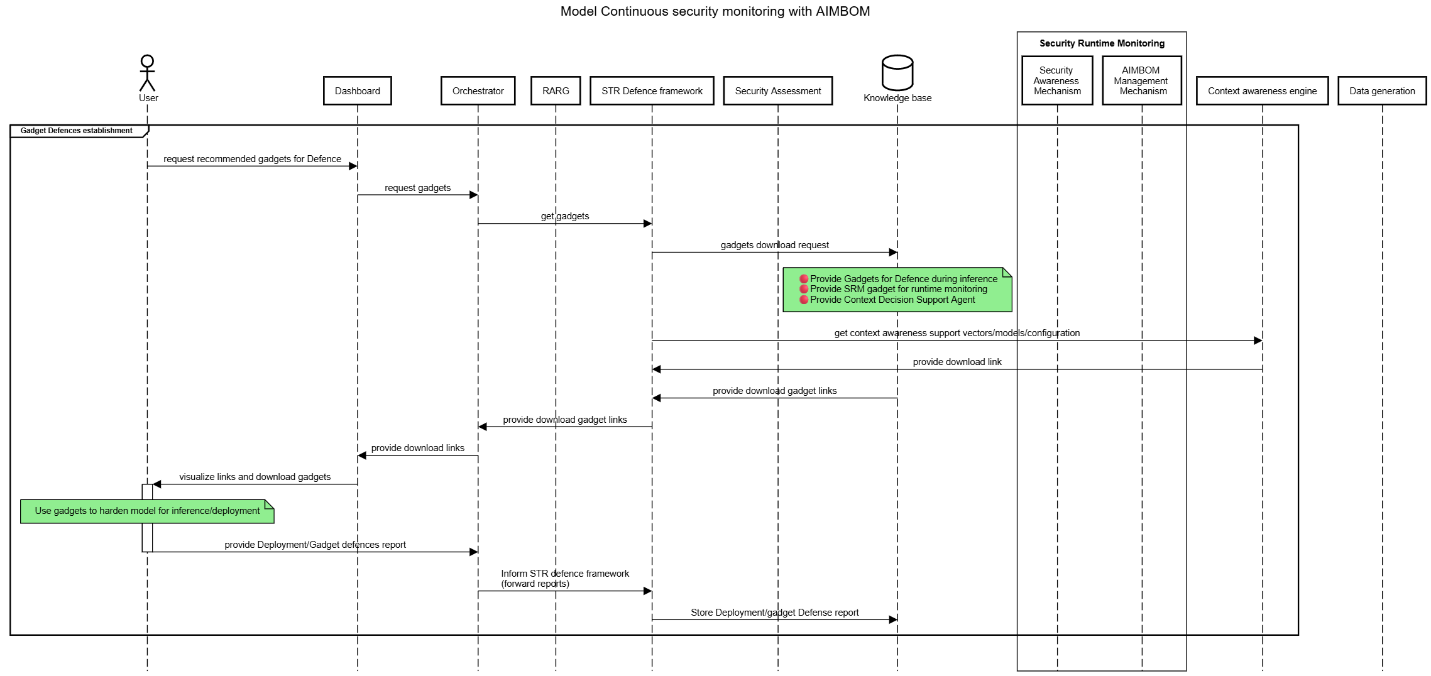 Model Continuous security monitoring with AIMBOM
Security Runtime Monitoring
User
Dashboard
Orchestrator
RARG
STR Defence framework
Security Assessment
Knowledge base
Security
Awareness
Mechanism
AIMBOM
Management
Mechanism
Context awareness engine
Data generation
Gadget Defences establishment
request recommended gadgets for Defence
request gadgets
get gadgets
gadgets download request
Provide Gadgets for Defence during inference
Provide SRM gadget for runtime monitoring
Provide Context Decision Support Agent
get context awareness support vectors/models/configuration
provide download link
provide download gadget links
provide download gadget links
provide download links
visualize links and download gadgets
Use gadgets to harden model for inference/deployment
provide Deployment/Gadget defences report
Inform STR defence framework
(forward reports)
Store Deployment/gadget Defense report